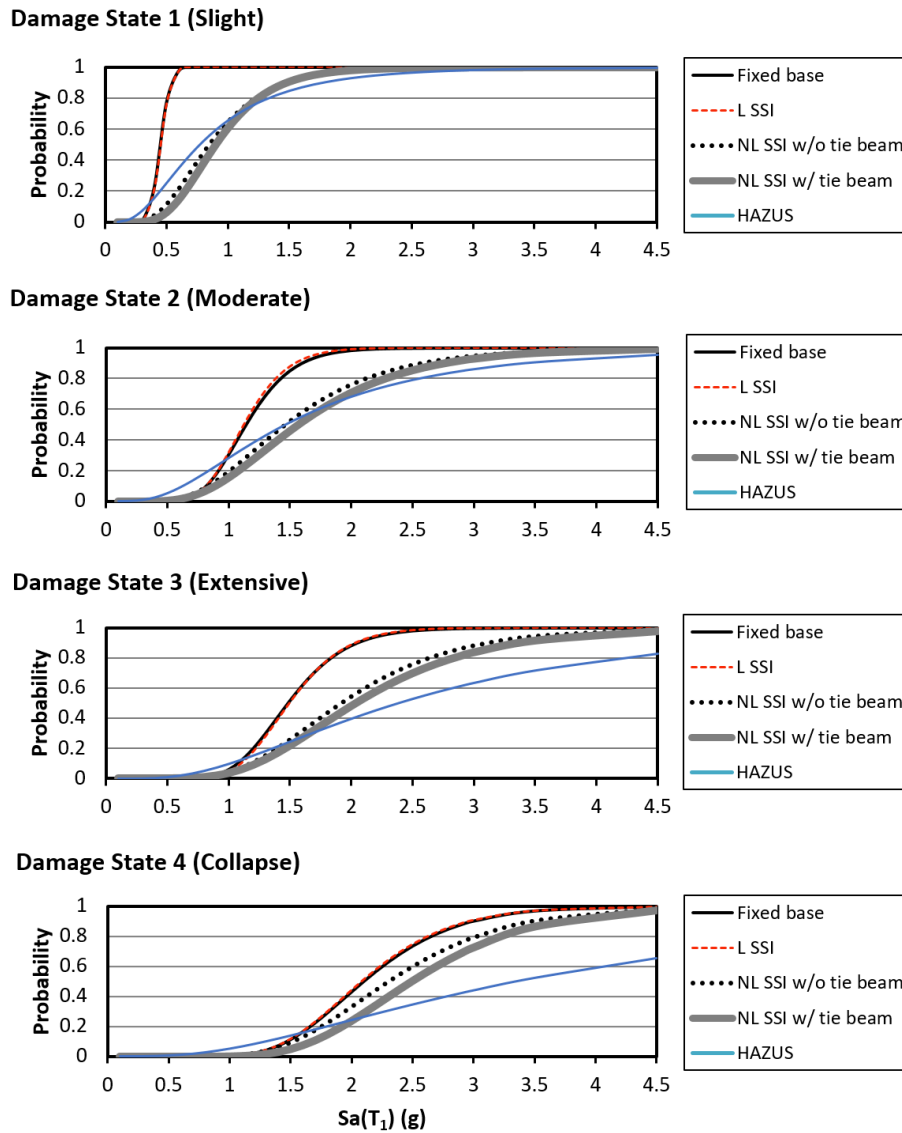 Damage State 1 (Slight)
Probability
1
0.8
0.6
0.4
0.2
0
0 0.5 1 1.5 2 2.5 3 3.5 4 4.5
Fixed base
L SSI
NL SSI w/o tie beam
NL SSI w/ tie beam
HAZUS
Damage State 2 (Moderate)
Probability
1
0.8
0.6
0.4
0.2
0
0 0.5 1 1.5 2 2.5 3 3.5 4 4.5
Fixed base
L SSI
NL SSI w/o tie beam
NL SSI w/ tie beam
HAZUS
Damage State 3 (Extensive)
Probability
1
0.8
0.6
0.4
0.2
0
0 0.5 1 1.5 2 2.5 3 3.5 4 4.5
Fixed base
L SSI
NL SSI w/o tie beam
NL SSI w/ tie beam
HAZUS
Damage State 4 (Collapse)
Probability
1
0.8
0.6
0.4
0.2
0
0 0.5 1 1.5 2 2.5 3 3.5 4 4.5
Sa(T₁) (g)
Fixed base
L SSI
NL SSI w/o tie beam
NL SSI w/ tie beam
HAZUS